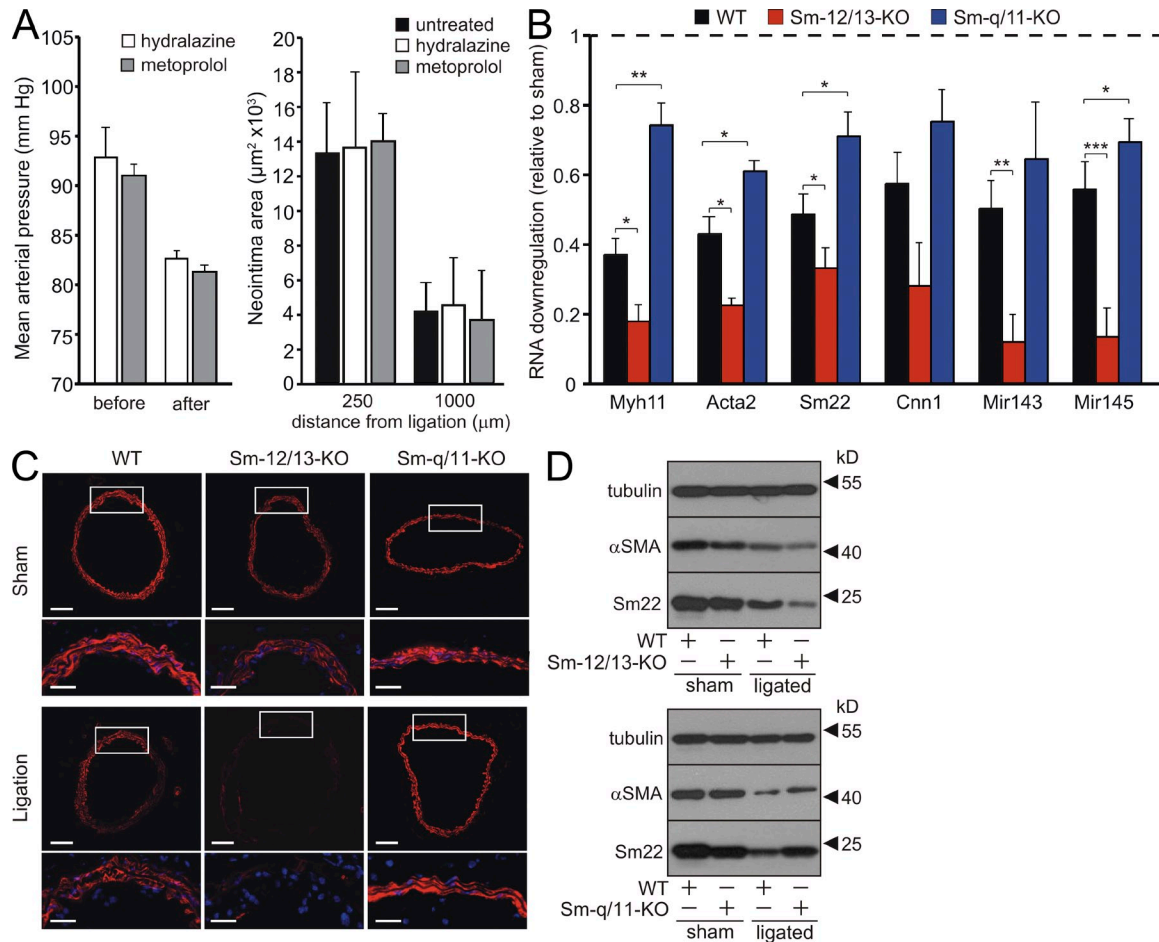 A
Mean arterial pressure (mm Hg)
105
100
95
90
85
80
75
70
hydralazine
metoprolol
before after
Neointima area (µm² x10³)
20
18
16
14
12
10
8
6
4
2
0
untreated
hydralazine
metoprolol
250 1000
distance from ligation (µm)
B
WT Sm-12/13-KO Sm-q/11-KO
RNA downregulation (relative to sham)
1
0.8
0.6
0.4
0.2
0
** * * * * * ** *** *
Myh11 Acta2 Sm22 Cnn1 Mir143 Mir145
C
WT Sm-12/13-KO Sm-q/11-KO
Sham
Ligation
D
kD
tubulin 55
αSMA 40
Sm22 25
WT + − + −
Sm-12/13-KO − + − +
sham ligated
kD
tubulin 55
αSMA 40
Sm22 25
WT + − + −
Sm-q/11-KO − + − +
sham ligated